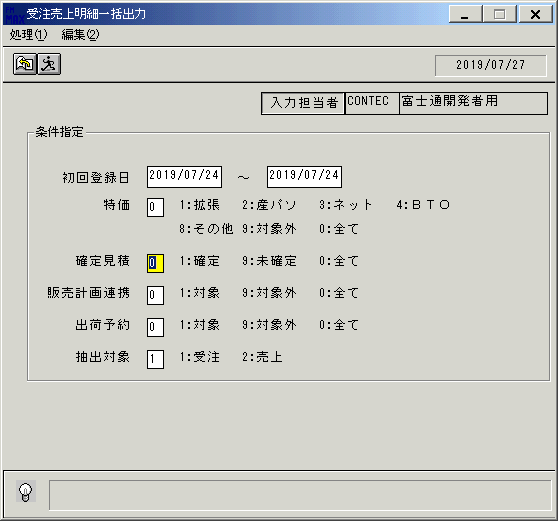 受注売上明細一括出力
処理(1) 編集(2)
2019/07/27
入力担当者 CONTEC 富士通開発者用
条件指定
初回登録日 2019/07/24 ～ 2019/07/24
特価 0 1:拡張 2:産パソ 3:ネット 4:ＢＴＯ
8:その他 9:対象外 0:全て
確定見積 0 1:確定 9:未確定 0:全て
販売計画連携 0 1:対象 9:対象外 0:全て
出荷予約 0 1:対象 9:対象外 0:全て
抽出対象 1 1:受注 2:売上